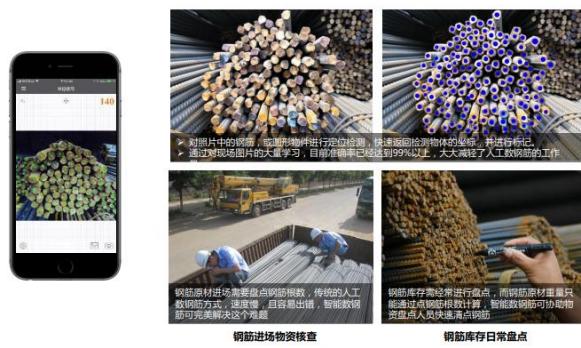 140
对照片中的钢筋，或圆形物件进行定位检测，快速返回检测物体的坐标，并进行标记。
通过对现场图片的大量学习，目前准确率已经达到99%以上，大大减轻了人工数钢筋的工作
钢筋原材进场需要盘点钢筋根数，传统的人工
数钢筋方式，速度慢，且容易出错，智能数钢
筋可完美解决这个难题
钢筋库存需经常进行盘点，而钢筋原材重量只
能通过点钢筋根数计算，智能数钢筋可协助物
资盘点人员快速清点钢筋
钢筋进场物资核查
钢筋库存日常盘点